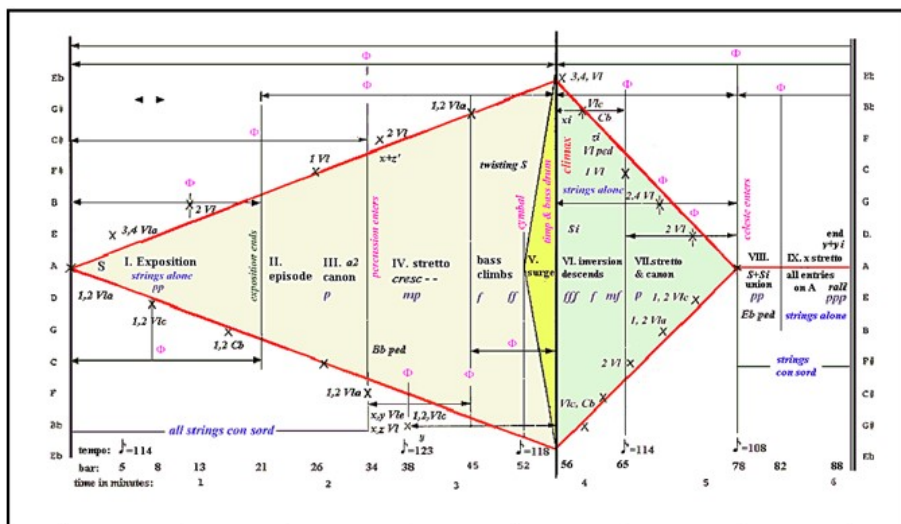 Φ
Φ Φ
Eb 3,4, Vl Eb
Φ Φ
G# 1,2 Vla Vlc Bb
xi Cb
C# Φ 2 Vl zi F
x+z' Vl ped
climax
F# 1 Vl twisting S 1 Vl C
Φ strings alone Φ
B 2 Vl 2.4 Vl G
cymbal
timp & bass drum
percussion enters
celeste enters
exposition ends
E 3,4 Vla Si 2 Vl D
Φ
end
y+y i
A S I. Exposition II. III. a2 IV. stretto bass V. VI. inversion VII. stretto VIII. IX. x stretto A
strings alone episode canon cresc - - climbs surge descends & canon S+Si all entries
pp p mp f ff fff f mf p union on A rall
D 1,2 Vla pp ppp E
1,2 Vlc 1, 2 Vlc Eb ped strings alone
G 1,2 Cb 1, 2 Vla B
Φ Bb ped Φ
C 2 Vl F#
Φ Φ strings
con sord
F 1,2 Vla C#
x,y Vle 1,2,Vlc Vlc, Cb
Bb all strings con sord x,z Vl y G#
Eb Eb
tempo: ♪=114 ♪=123 ♪=118 ♪=114 ♪=108
bar: 5 8 13 21 26 34 38 45 52 56 65 78 82 88
time in minutes: 1 2 3 4 5 6